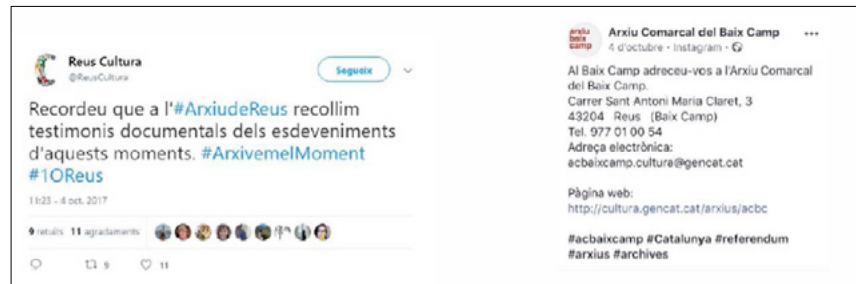 Reus Cultura
@ReusCultura
Segueix
Recordeu que a l'#ArxiudeReus recollim
testimonis documentals dels esdeveniments
d'aquests moments. #ArxivemelMoment
#1OReus
11:23 - 4 oct. 2017
9 retuits 11 agradaments
9 11
arxiu
baix
camp
Arxiu Comarcal del Baix Camp
4 d'octubre · Instagram ·
Al Baix Camp adreceu-vos a l'Arxiu Comarcal
del Baix Camp.
Carrer Sant Antoni Maria Claret, 3
43204 Reus (Baix Camp)
Tel. 977 01 00 54
Adreça electrònica:
acbaixcamp.cultura@gencat.cat
Pàgina web:
http://cultura.gencat.cat/arxius/acbc
#acbaixcamp #Catalunya #referendum
#arxius #archives